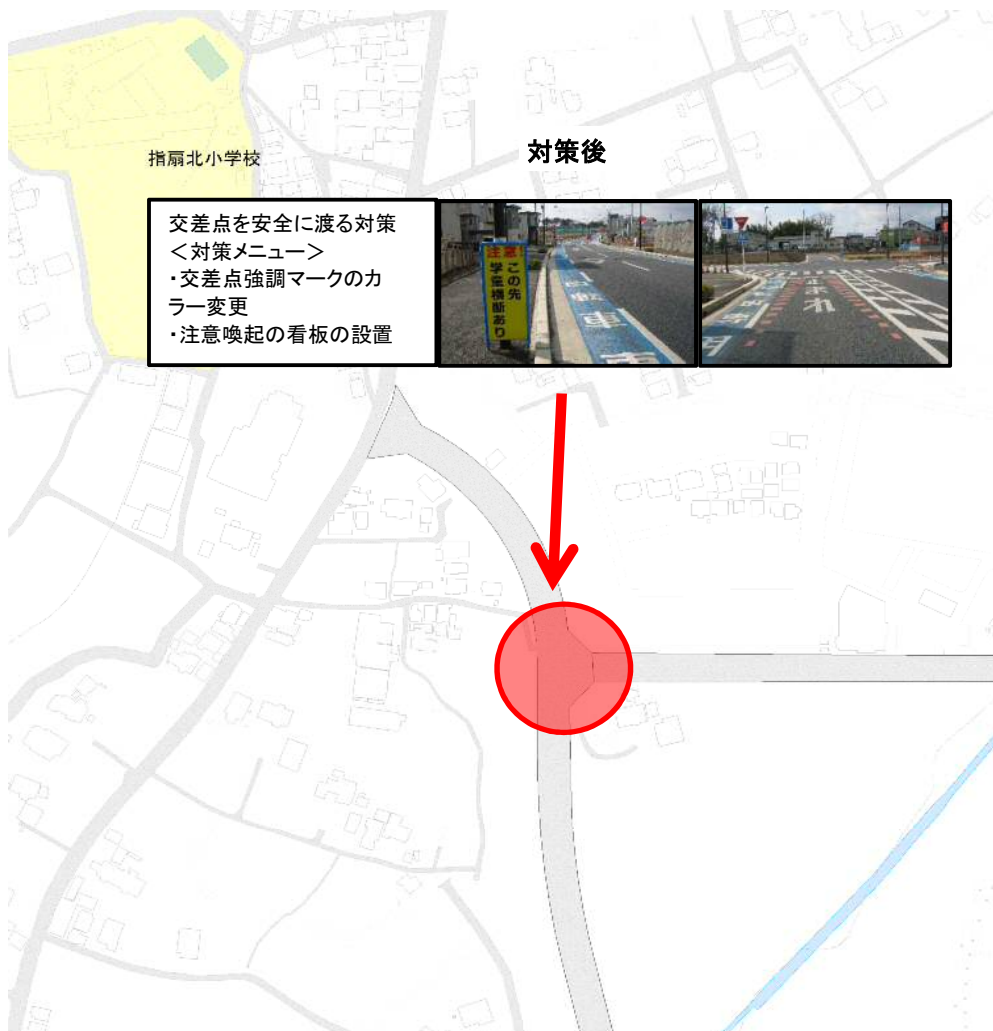 対策後
指扇北小学校
交差点を安全に渡る対策
<対策メニュー>
・交差点強調マークのカ
ラー変更
・注意喚起の看板の設置
注意!
この先
学童横断あり
止まれ